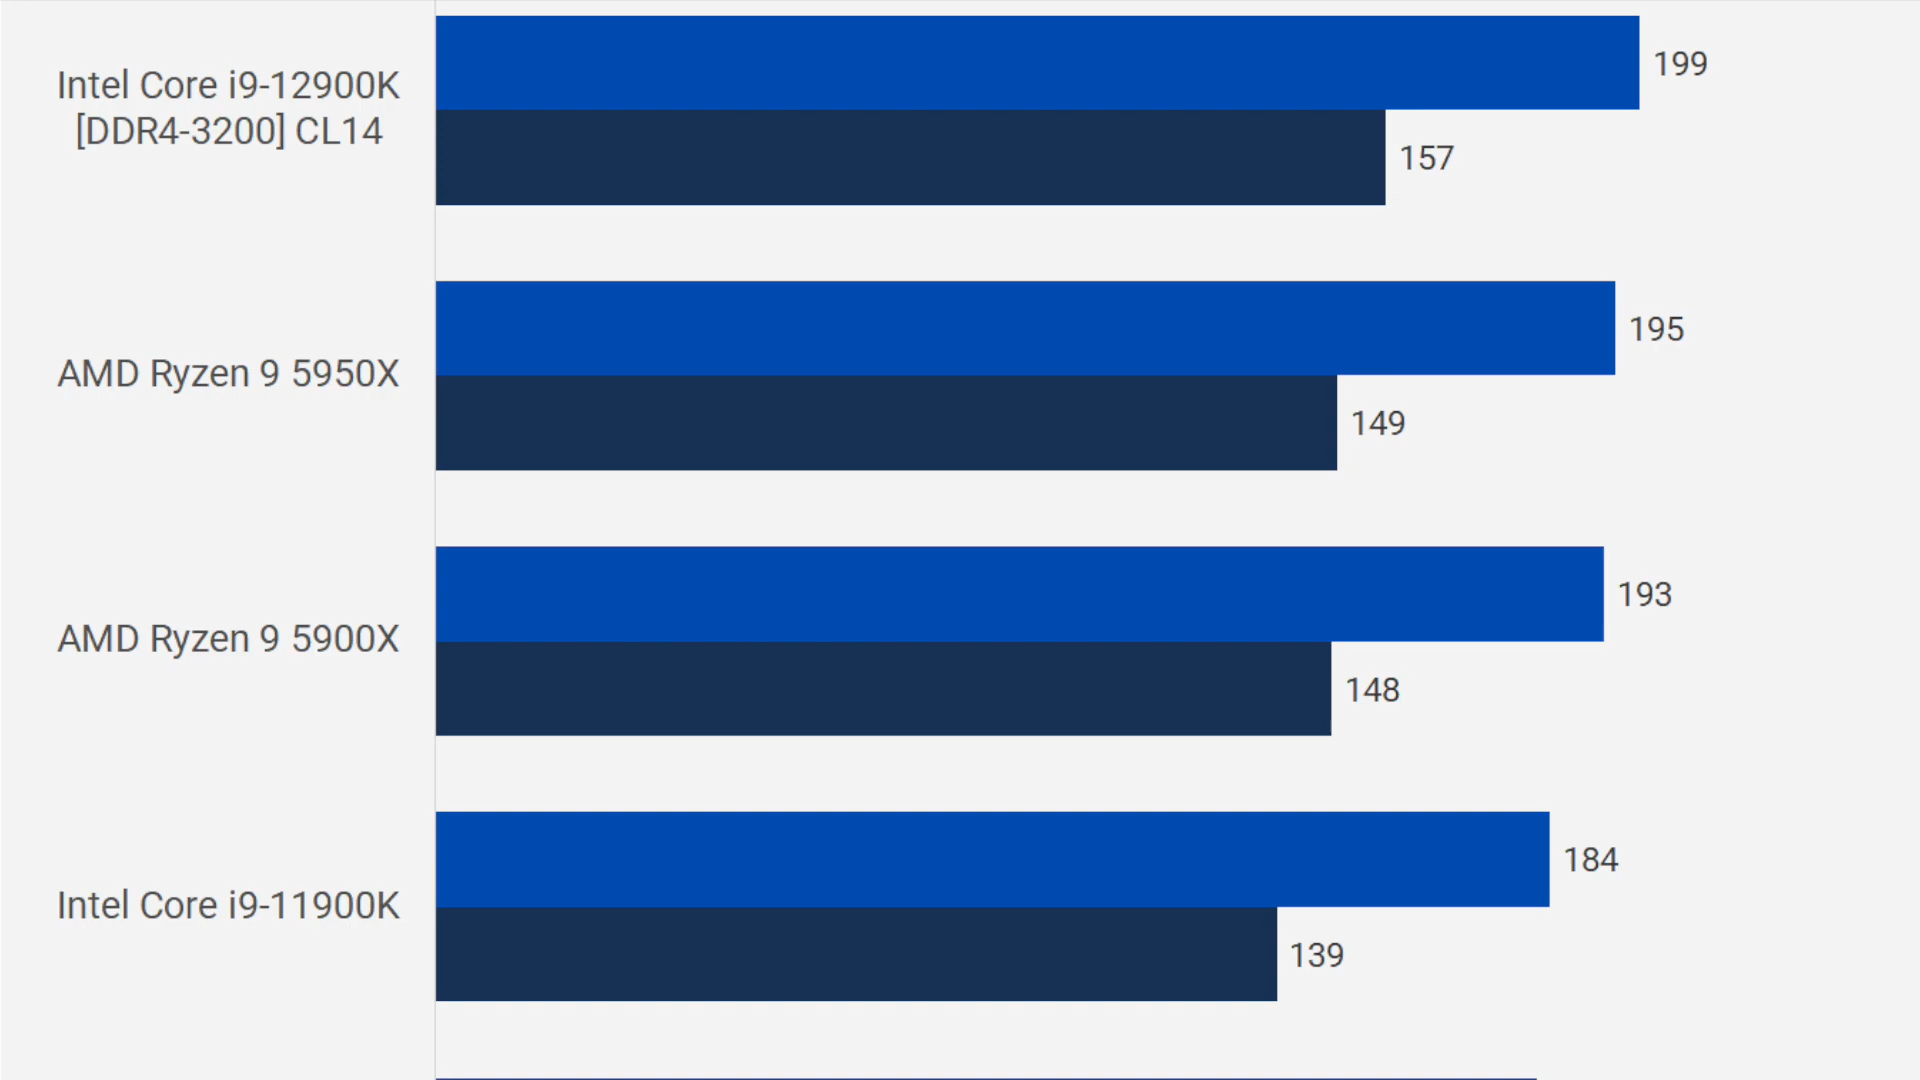 Intel Core i9-12900K
[DDR4-3200] CL14
199
157
AMD Ryzen 9 5950X
195
149
AMD Ryzen 9 5900X
193
148
Intel Core i9-11900K
184
139